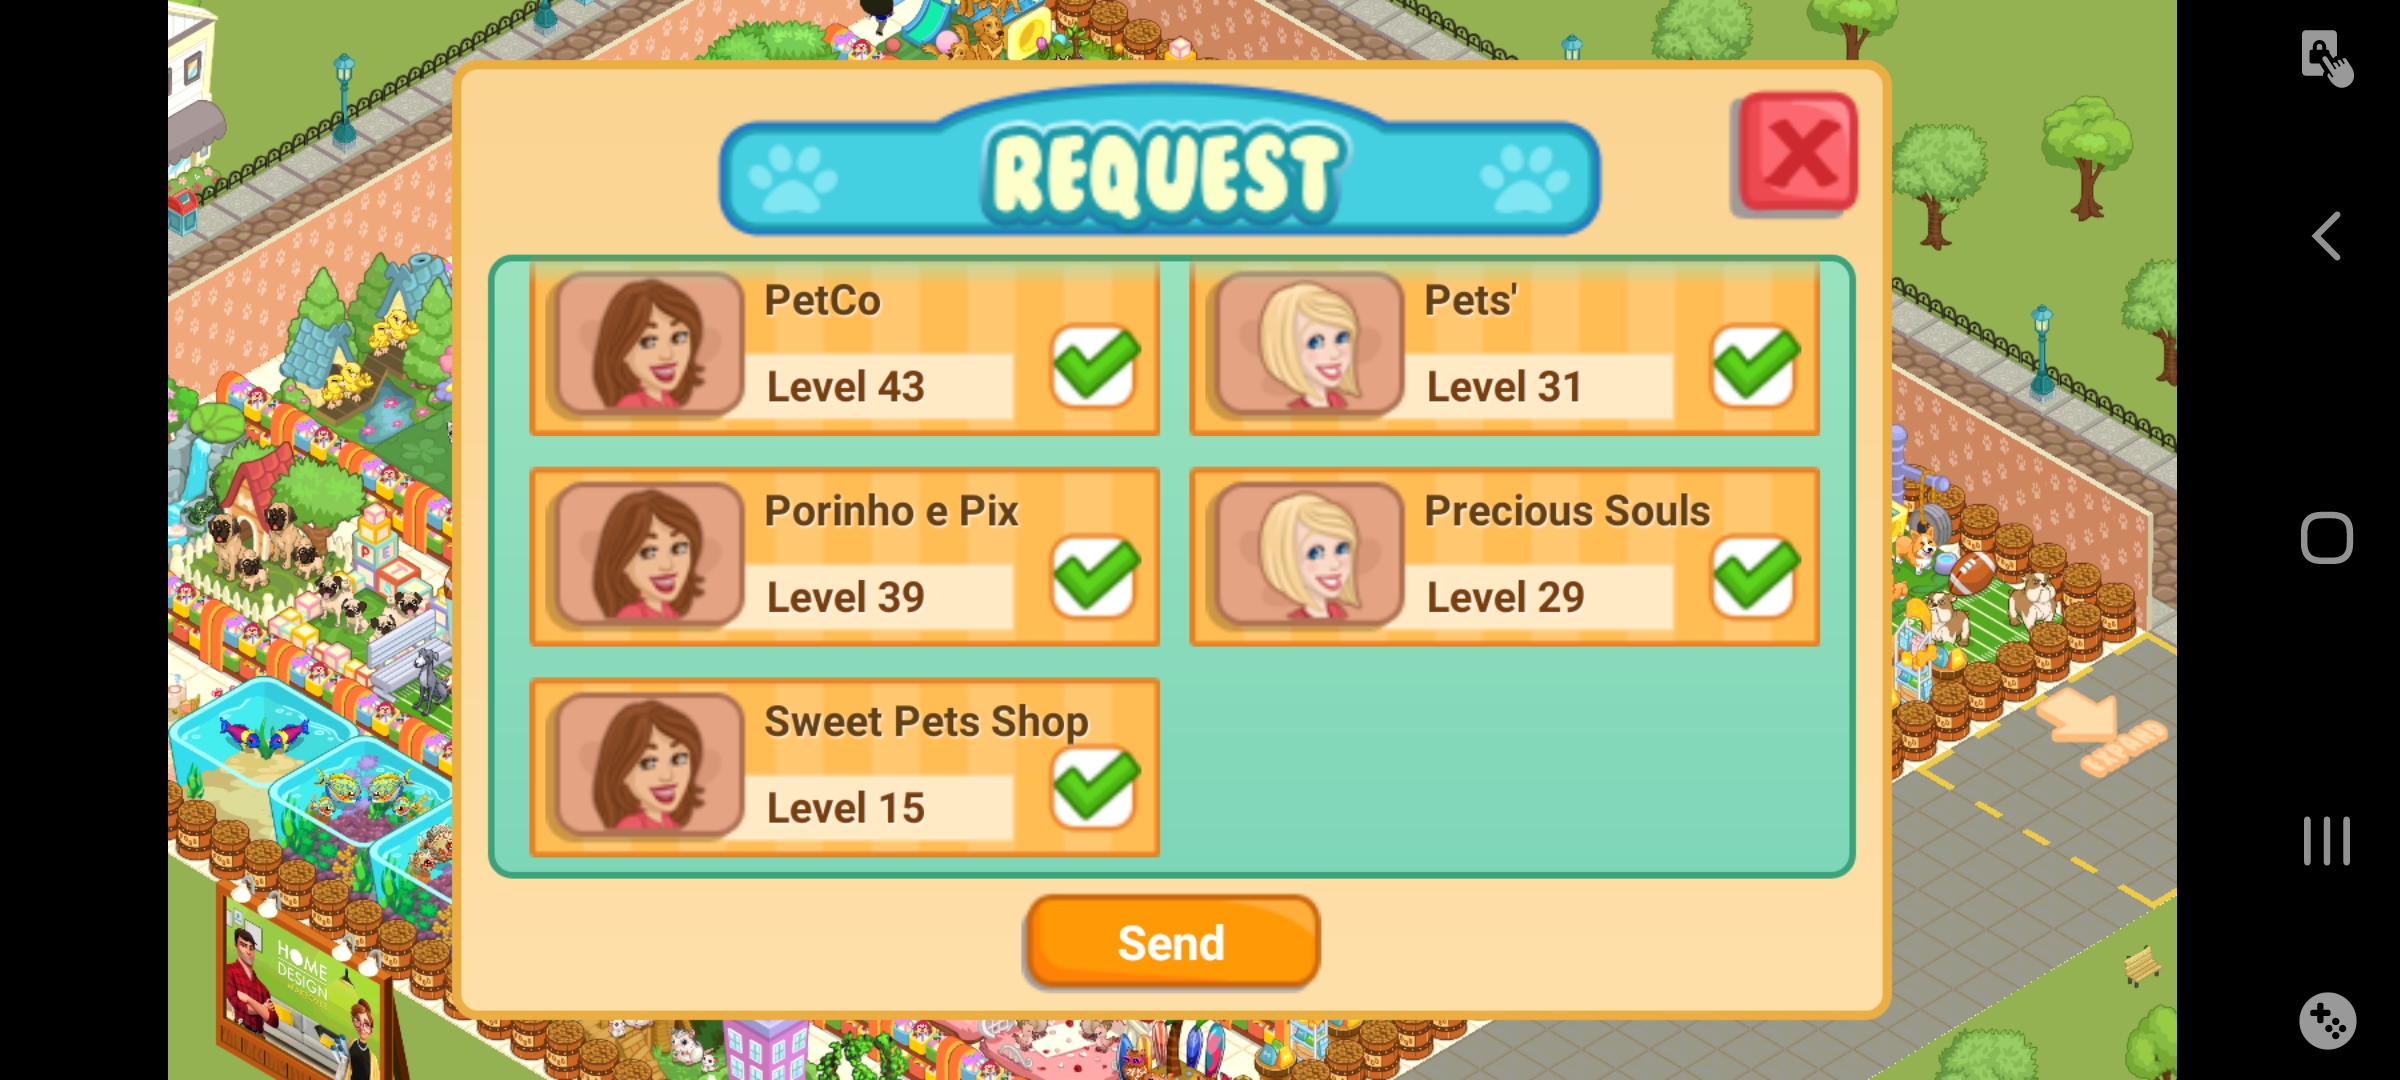 REQUEST
PetCo
Level 43
Pets'
Level 31
Porinho e Pix
Level 39
Precious Souls
Level 29
Sweet Pets Shop
Level 15
Send
EXPAND
HOME
DESIGN